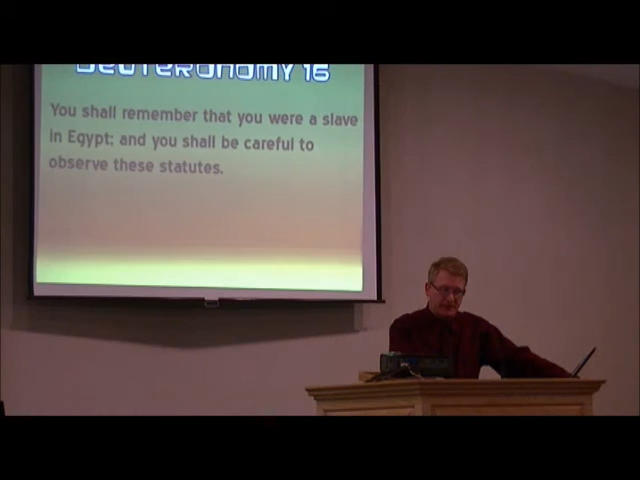 Deuteronomy 16
You shall remember that you were a slave
in Egypt; and you shall be careful to
observe these statutes.